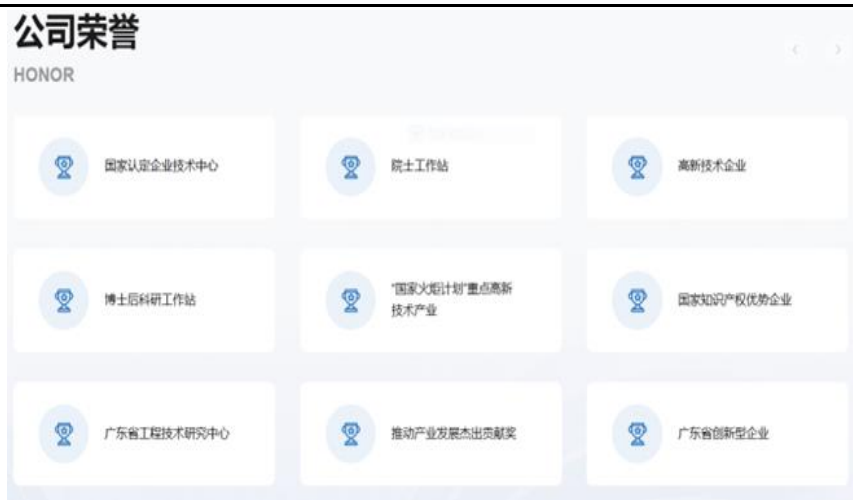 公司荣誉
HONOR
国家认定企业技术中心
院士工作站
高新技术企业
博士后科研工作站
"国家火炬计划"重点高新
技术产业
国家知识产权优势企业
广东省工程技术研究中心
推动产业发展杰出贡献奖
广东省创新型企业